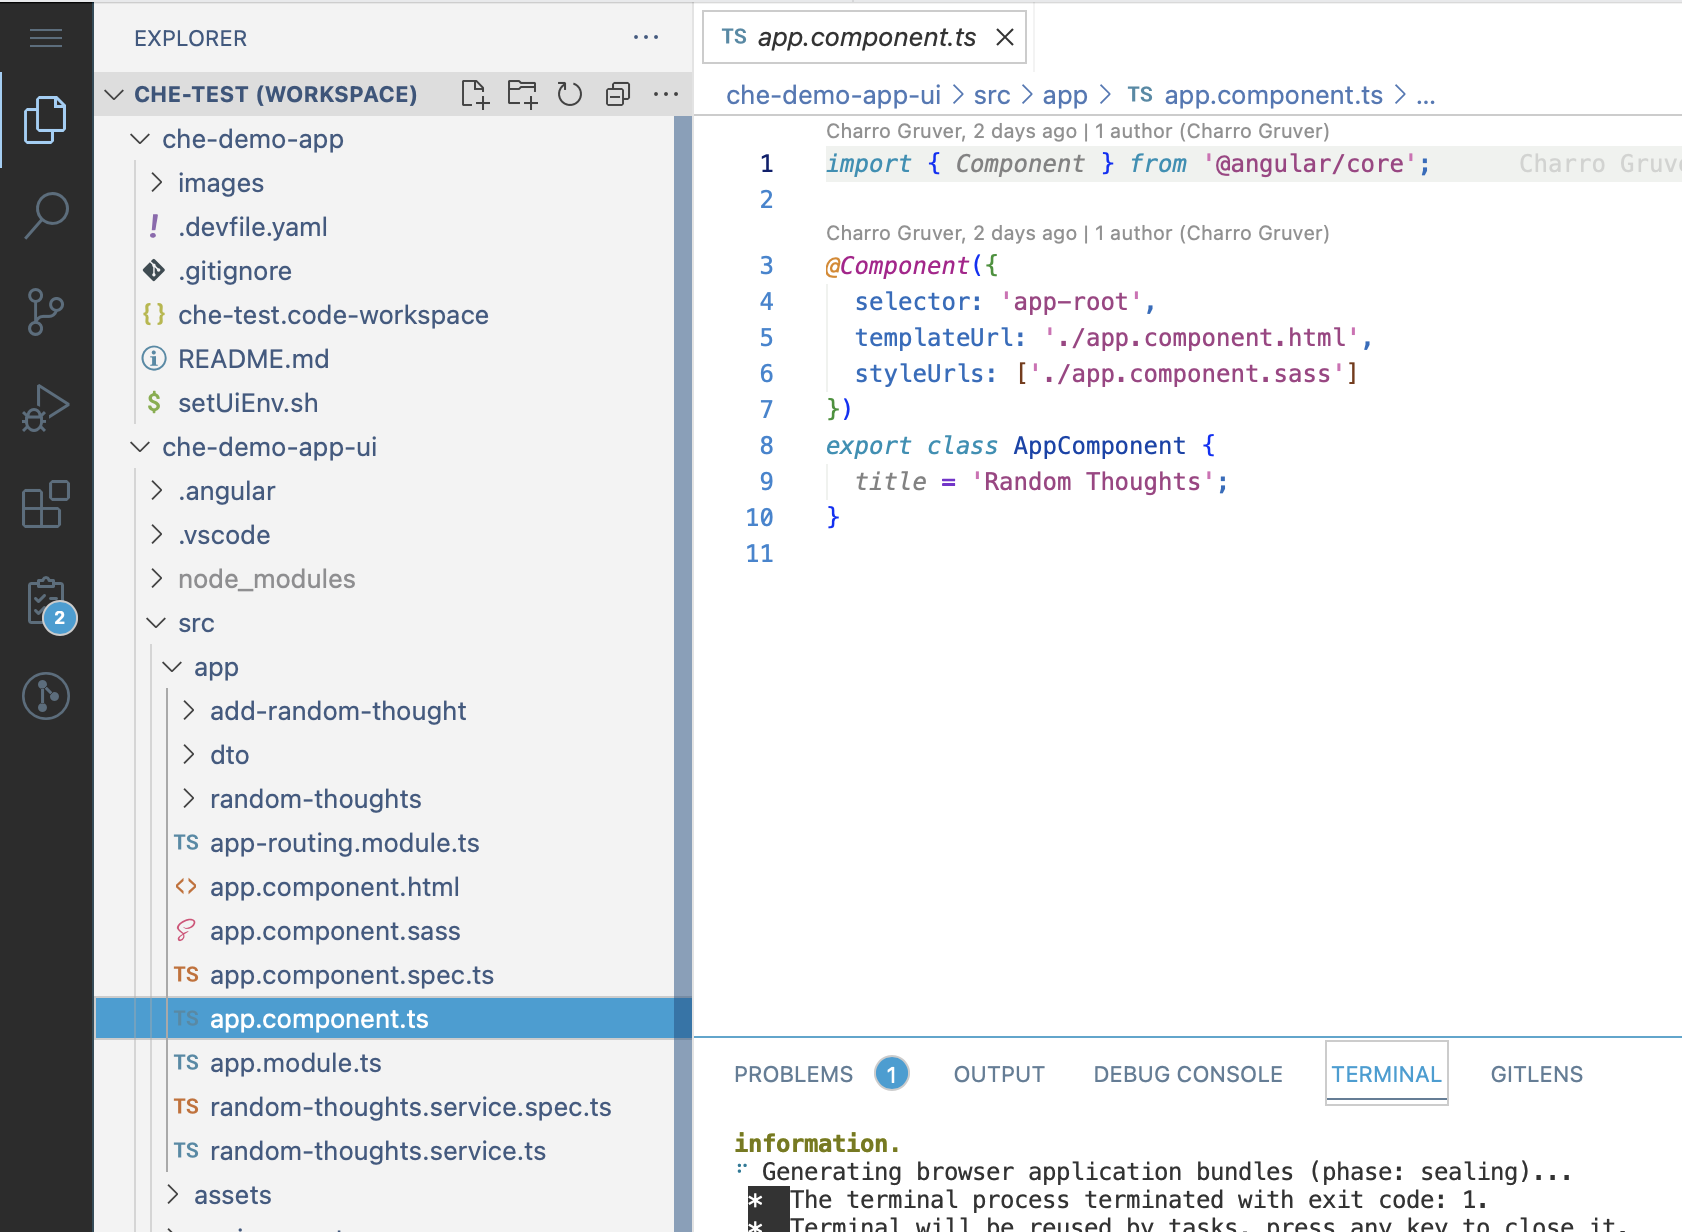 EXPLORER
CHE-TEST (WORKSPACE)
che-demo-app
images
! .devfile.yaml
.gitignore
{} che-test.code-workspace
README.md
$ setUiEnv.sh
che-demo-app-ui
.angular
.vscode
node_modules
src
app
add-random-thought
dto
random-thoughts
TS app-routing.module.ts
<> app.component.html
app.component.sass
TS app.component.spec.ts
TS app.component.ts
TS app.module.ts
TS random-thoughts.service.spec.ts
TS random-thoughts.service.ts
assets
2
TS app.component.ts
che-demo-app-ui > src > app > TS app.component.ts > ...
Charro Gruver, 2 days ago | 1 author (Charro Gruver)
1 import { Component } from '@angular/core'; Charro
2
Charro Gruver, 2 days ago | 1 author (Charro Gruver)
3 @Component({
4 selector: 'app-root',
5 templateUrl: './app.component.html',
6 styleUrls: ['./app.component.sass']
7 })
8 export class AppComponent {
9 title = 'Random Thoughts';
10 }
11
PROBLEMS 1 OUTPUT DEBUG CONSOLE TERMINAL GITLENS
information.
Generating browser application bundles (phase: sealing)...
* The terminal process terminated with exit code: 1.
* Terminal will be reused by tasks, press any key to close it.